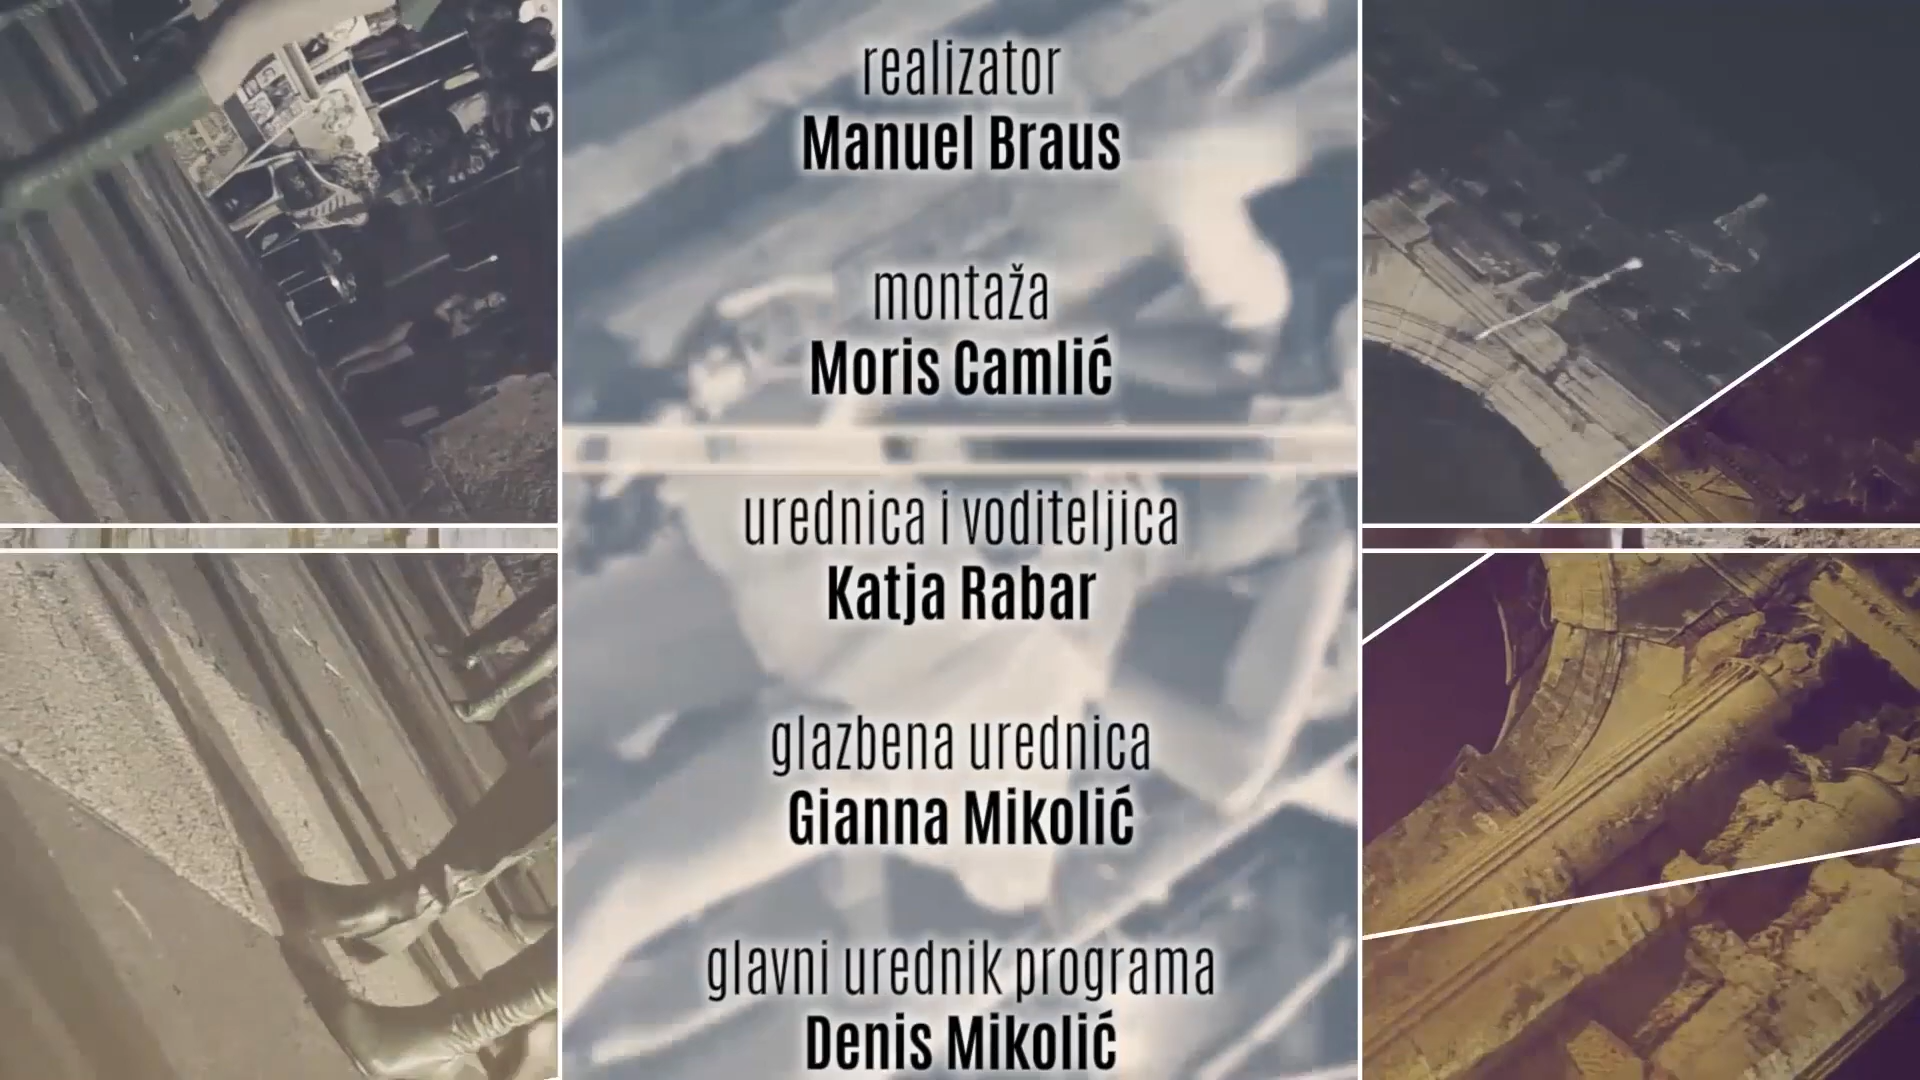 realizator
Manuel Braus
montaža
Moris Camlić
urednica i voditeljica
Katja Rabar
glazbena urednica
Gianna Mikolić
glavni urednik programa
Denis Mikolić